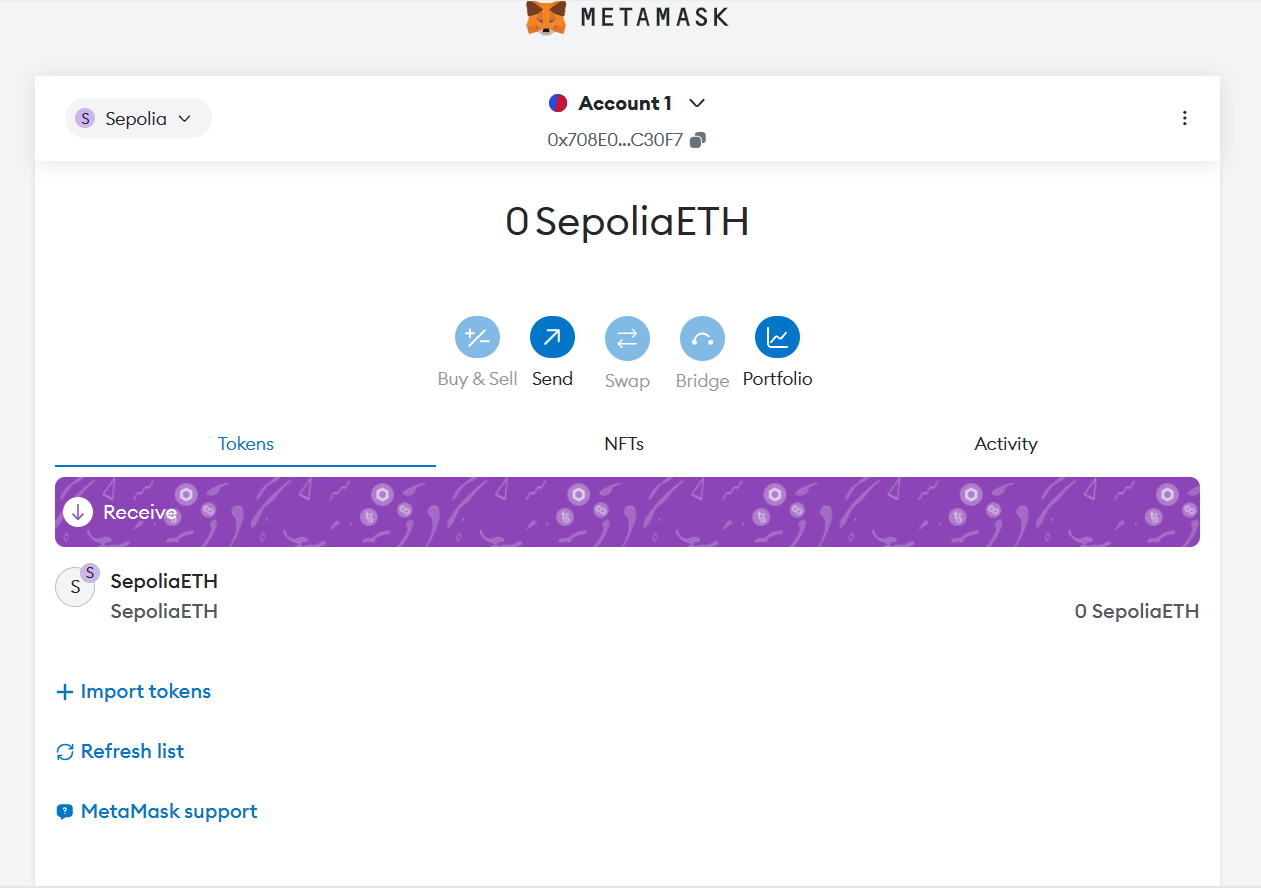 METAMASK
S Sepolia
Account 1
0x708E0...C30F7
0 SepoliaETH
Buy & Sell Send Swap Bridge Portfolio
Tokens NFTs Activity
Receive
S S SepoliaETH
SepoliaETH 0 SepoliaETH
+ Import tokens
Refresh list
? MetaMask support